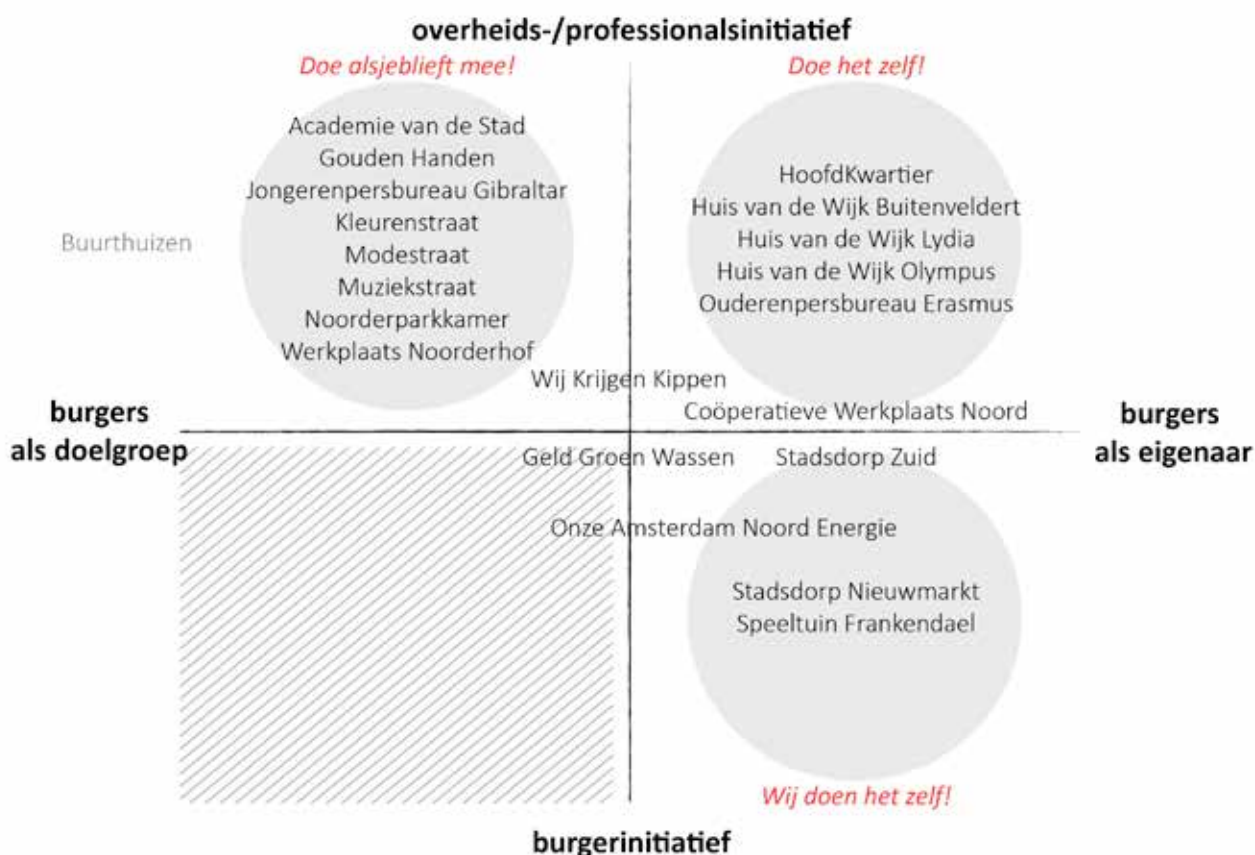 overheids-/professionalsinitiatief
Doe alsjeblieft mee!
Doe het zelf!
Academie van de Stad
Gouden Handen
Jongerenpersbureau Gibraltar
Kleurenstraat
Modestraat
Muziekstraat
Noorderparkkamer
Werkplaats Noorderhof
Buurthuizen
HoofdKwartier
Huis van de Wijk Buitenveldert
Huis van de Wijk Lydia
Huis van de Wijk Olympus
Ouderenpersbureau Erasmus
Wij Krijgen Kippen
Coöperatieve Werkplaats Noord
burgers
als doelgroep
burgers
als eigenaar
Geld Groen Wassen
Stadsdorp Zuid
Onze Amsterdam Noord Energie
Stadsdorp Nieuwmarkt
Speeltuin Frankendael
Wij doen het zelf!
burgerinitiatief